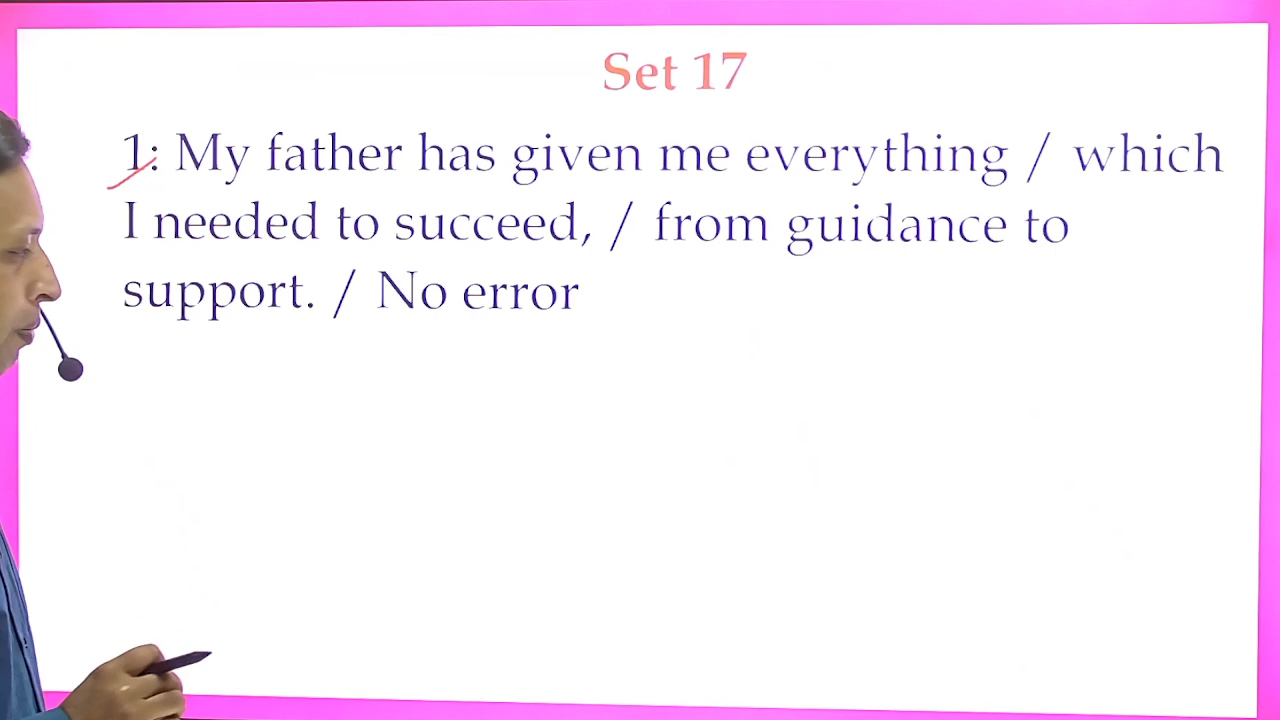 Set 17
1: My father has given me everything / which
I needed to succeed, / from guidance to
support. / No error